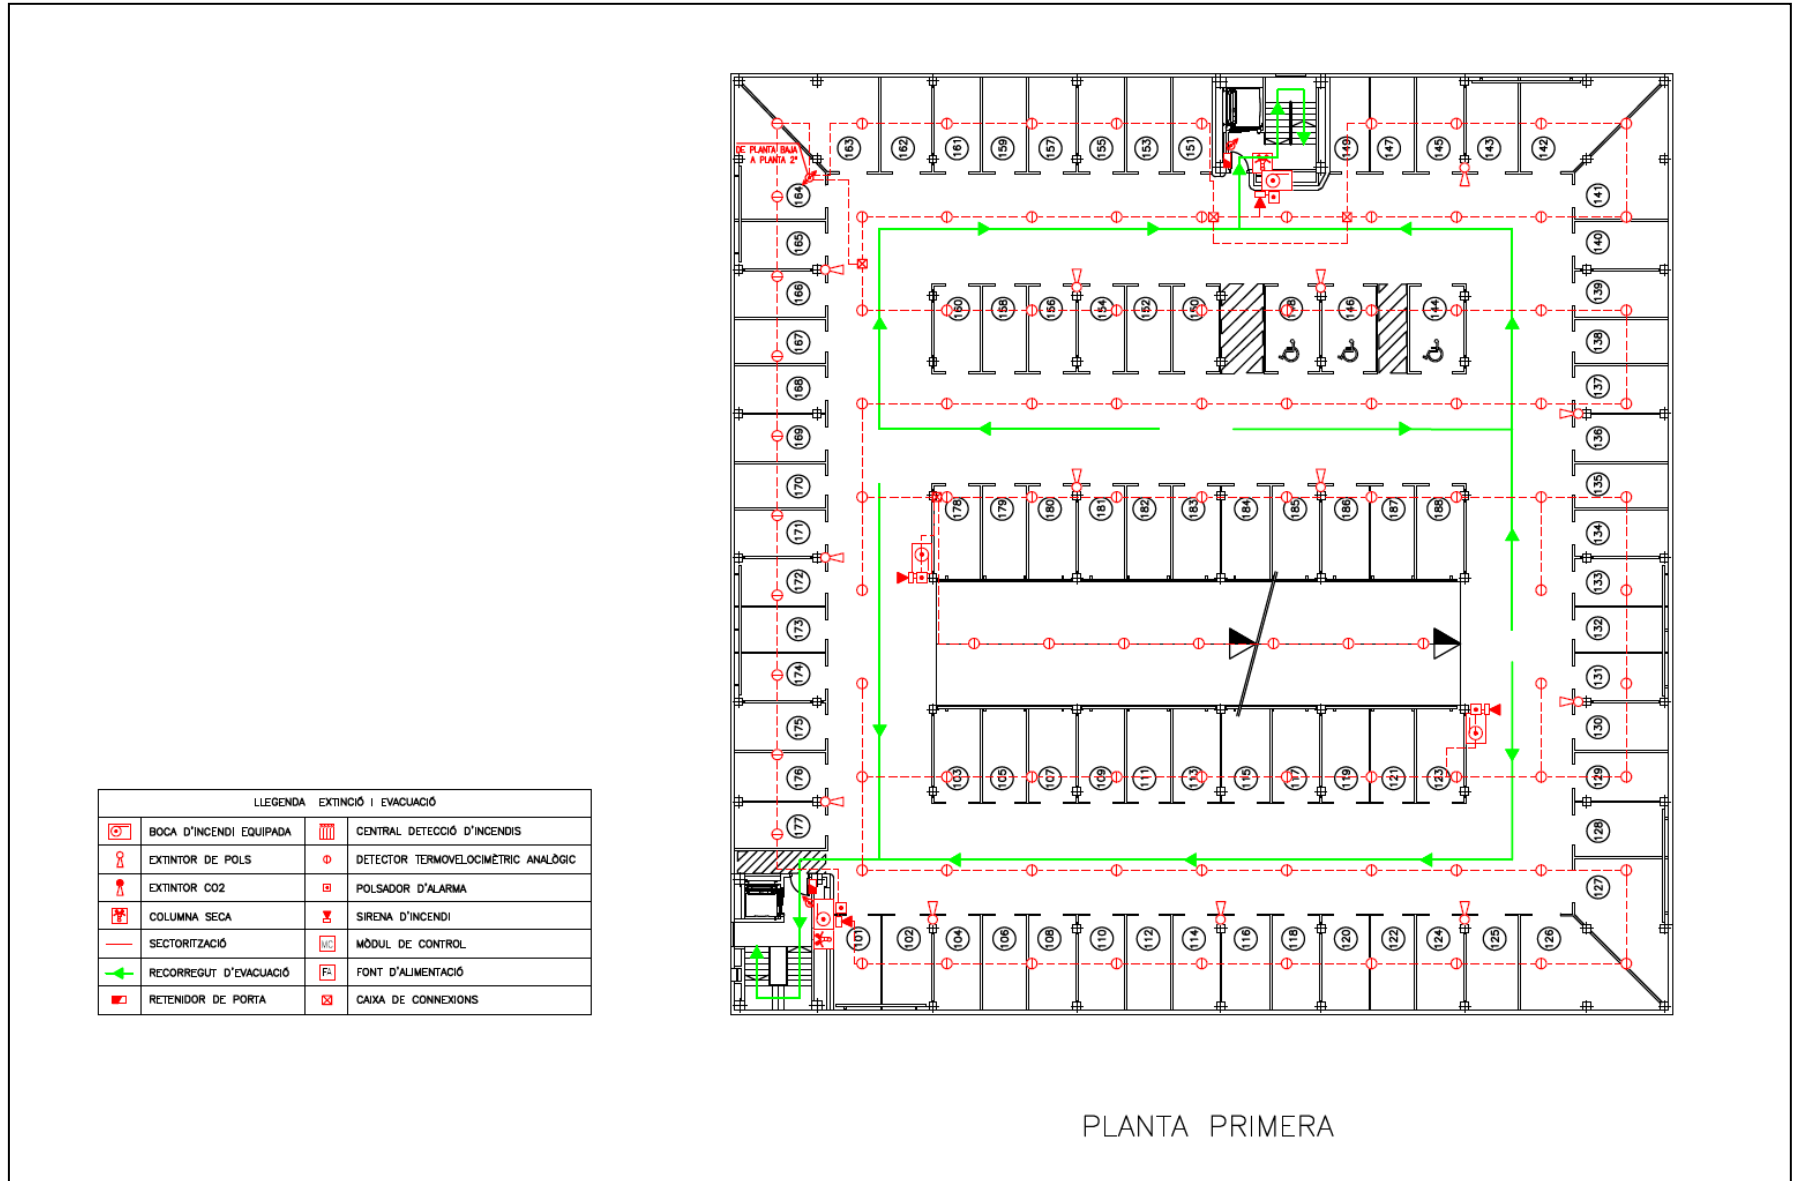 163 162 161 159 157 155 153 151 149 147 145 143 142
DE PLANTA BAJA
A PLANTA 2ª
164 141
165 140
160 158 156 154 152 150 148 146 144
166 139
167 138
168 137
169 136
170 135
178 179 180 181 182 183 184 185 186 187 188
171 134
172 133
173 132
174 131
175 130
176 129
103 105 107 109 111 113 115 117 119 121 123
177 128
127
101 102 104 106 108 110 112 114 116 118 120 122 124 125 126
LLEGENDA EXTINCIÓ I EVACUACIÓ
BOCA D'INCENDI EQUIPADA CENTRAL DETECCIÓ D'INCENDIS
EXTINTOR DE POLS DETECTOR TERMOVELOCIMÈTRIC ANALÒGIC
EXTINTOR CO2 POLSADOR D'ALARMA
COLUMNA SECA SIRENA D'INCENDI
SECTORITZACIÓ MC MÒDUL DE CONTROL
RECORREGUT D'EVACUACIÓ FA FONT D'ALIMENTACIÓ
RETENIDOR DE PORTA CAIXA DE CONNEXIONS
PLANTA PRIMERA